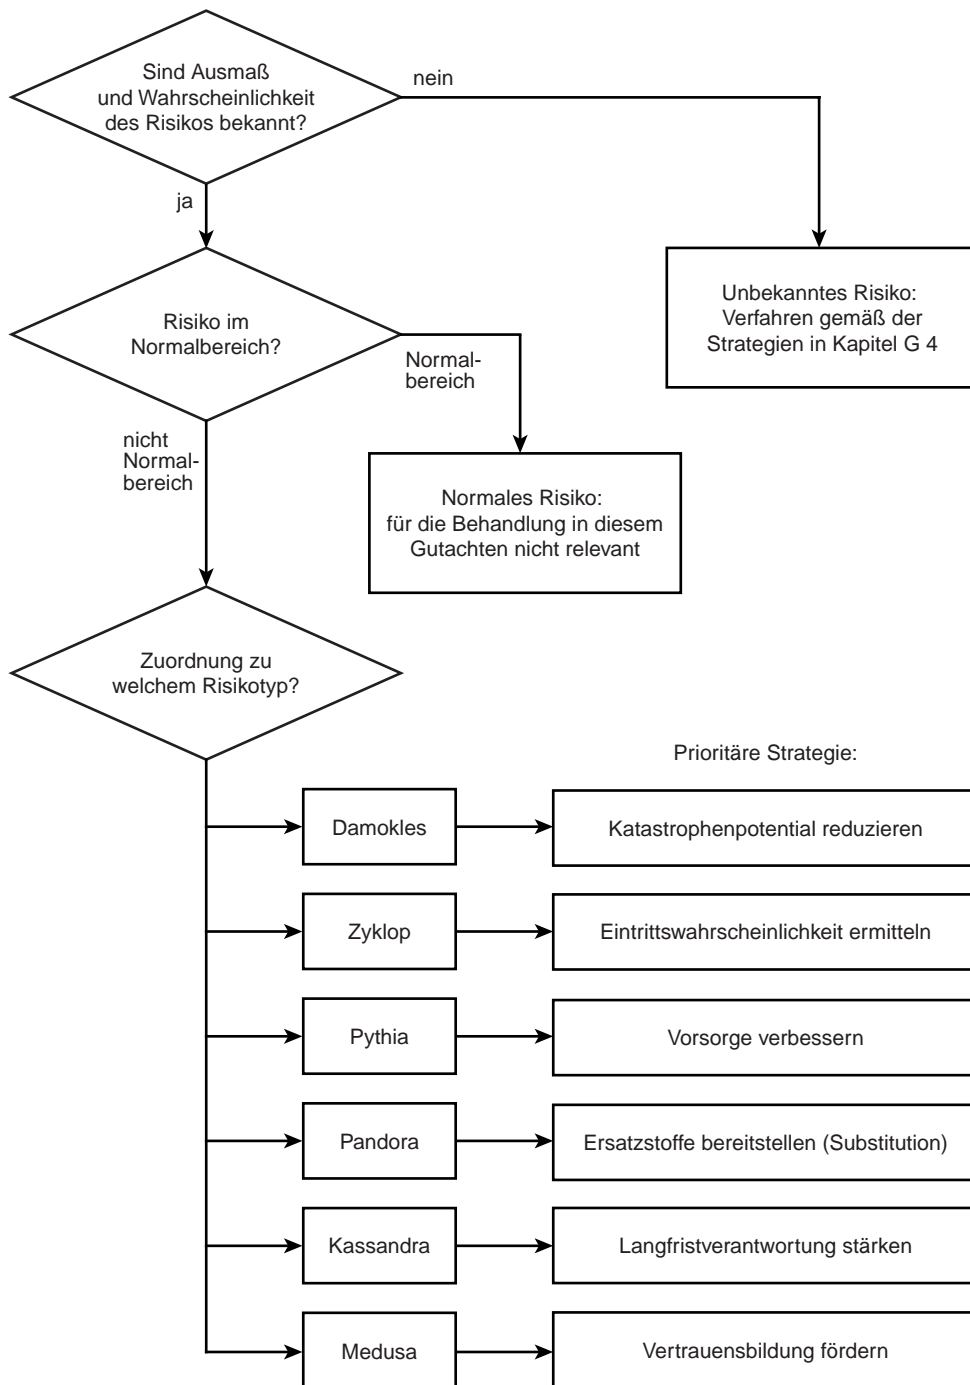 Sind Ausmaß
und Wahrscheinlichkeit
des Risikos bekannt?
nein
ja
Unbekanntes Risiko:
Verfahren gemäß der
Strategien in Kapitel G 4
Risiko im
Normalbereich?
Normal-
bereich
nicht
Normal-
bereich
Normales Risiko:
für die Behandlung in diesem
Gutachten nicht relevant
Zuordnung zu
welchem Risikotyp?
Prioritäre Strategie:
Damokles
Katastrophenpotential reduzieren
Zyklop
Eintrittswahrscheinlichkeit ermitteln
Pythia
Vorsorge verbessern
Pandora
Ersatzstoffe bereitstellen (Substitution)
Kassandra
Langfristverantwortung stärken
Medusa
Vertrauensbildung fördern